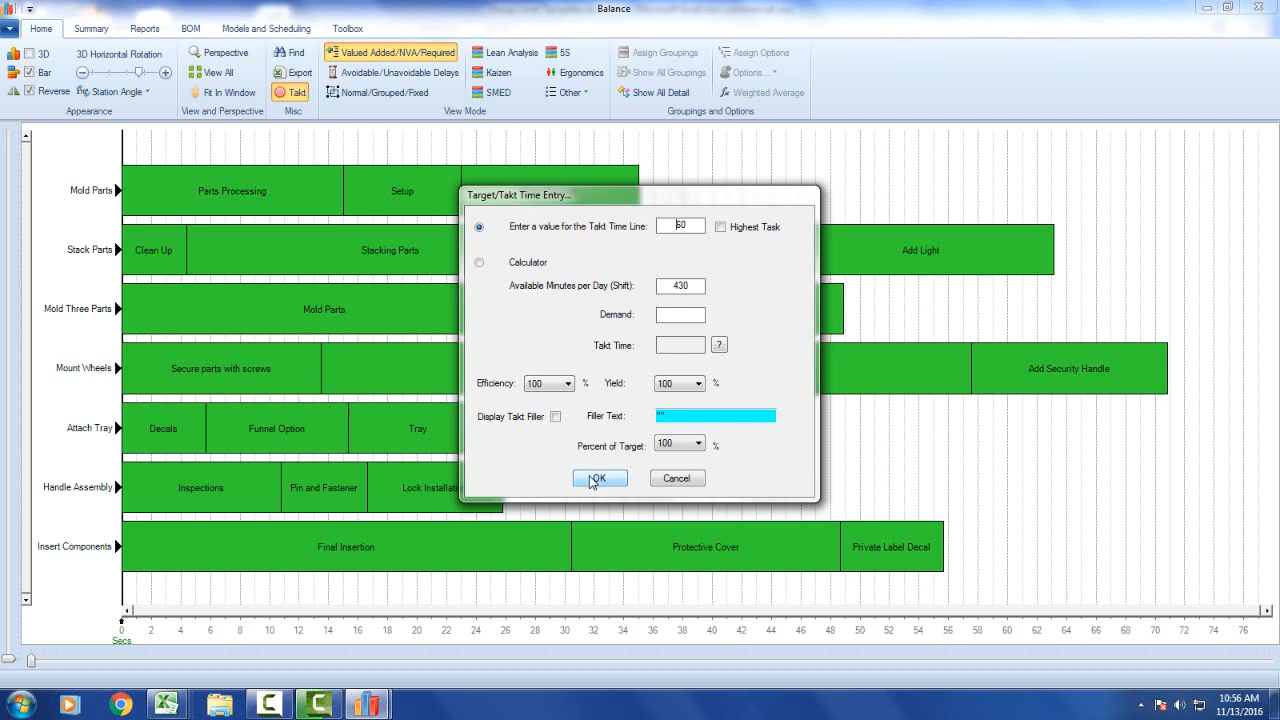 Balance
Home Summary Reports BOM Models and Scheduling Toolbox
3D 3D Horizontal Rotation Perspective Find Valued Added/NVA/Required Lean Analysis 5S Assign Groupings Assign Options
Bar View All Export Avoidable/Unavoidable Delays Kaizen Ergonomics Show All Groupings Options...
Reverse Station Angle Fit In Window Takt Normal/Grouped/Fixed SMED Other Show All Detail Weighted Average
Appearance View and Perspective Misc View Mode Groupings and Options
Mold Parts Parts Processing Setup
Target/Takt Time Entry...
Enter a value for the Takt Time Line: 60 Highest Task
Stack Parts Clean Up Stacking Parts Add Light
Calculator
Available Minutes per Day (Shift): 430
Mold Three Parts Mold Parts
Demand:
Takt Time: ?
Mount Wheels Secure parts with screws Add Security Handle
Efficiency: 100 % Yield: 100 %
Display Takt Filler Filler Text: ""
Attach Tray Decals Funnel Option Tray
Percent of Target: 100 %
OK Cancel
Handle Assembly Inspections Pin and Fastener Lock Installati
Insert Components Final Insertion Protective Cover Private Label Decal
0 2 4 6 8 10 12 14 16 18 20 22 24 26 28 30 32 34 36 38 40 42 44 46 48 50 52 54 56 58 60 62 64 66 68 70 72 74 76
Secs
10:56 AM
11/13/2016